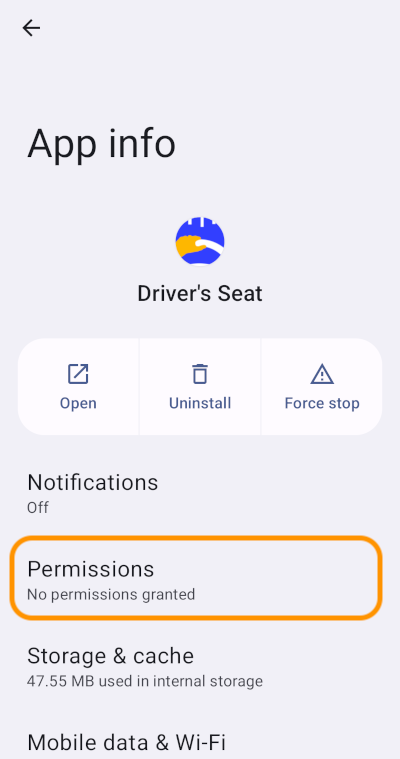 App info
Driver's Seat
Open
Uninstall
Force stop
Notifications
Off
Permissions
No permissions granted
Storage & cache
47.55 MB used in internal storage
Mobile data & Wi-Fi